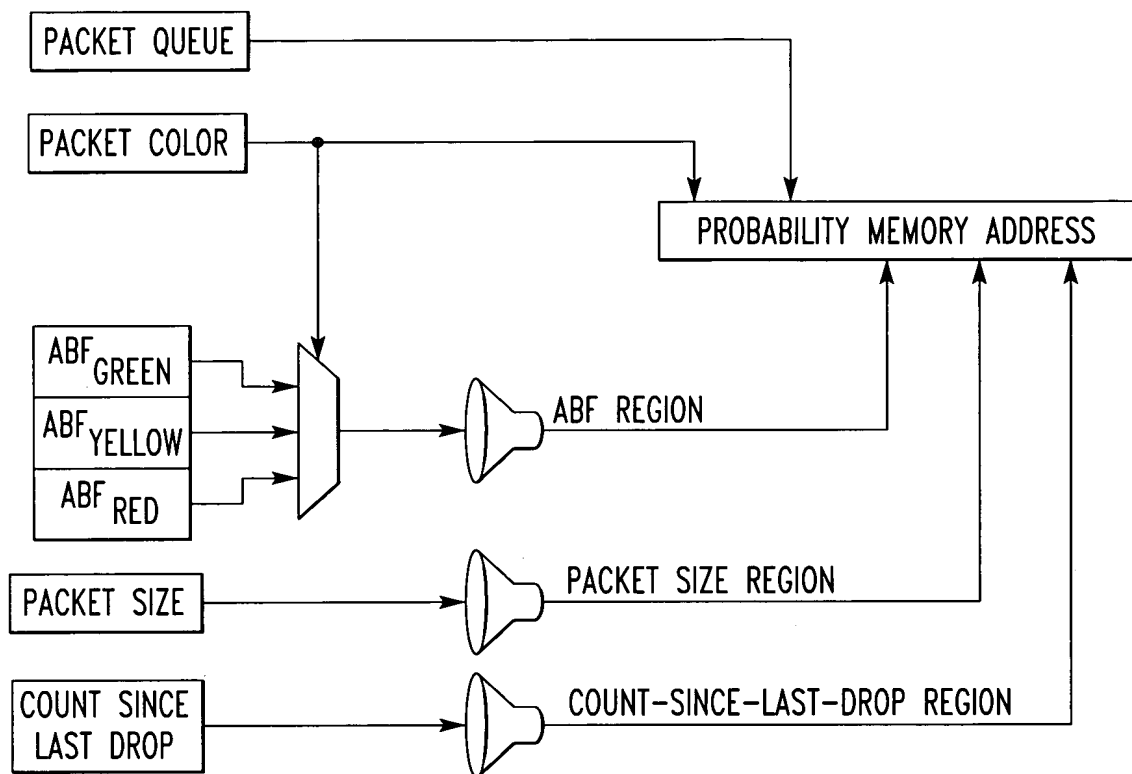 PACKET QUEUE
PACKET COLOR
PROBABILITY MEMORY ADDRESS
ABF GREEN
ABF YELLOW
ABF RED
ABF REGION
PACKET SIZE
PACKET SIZE REGION
COUNT SINCE
LAST DROP
COUNT-SINCE-LAST-DROP REGION